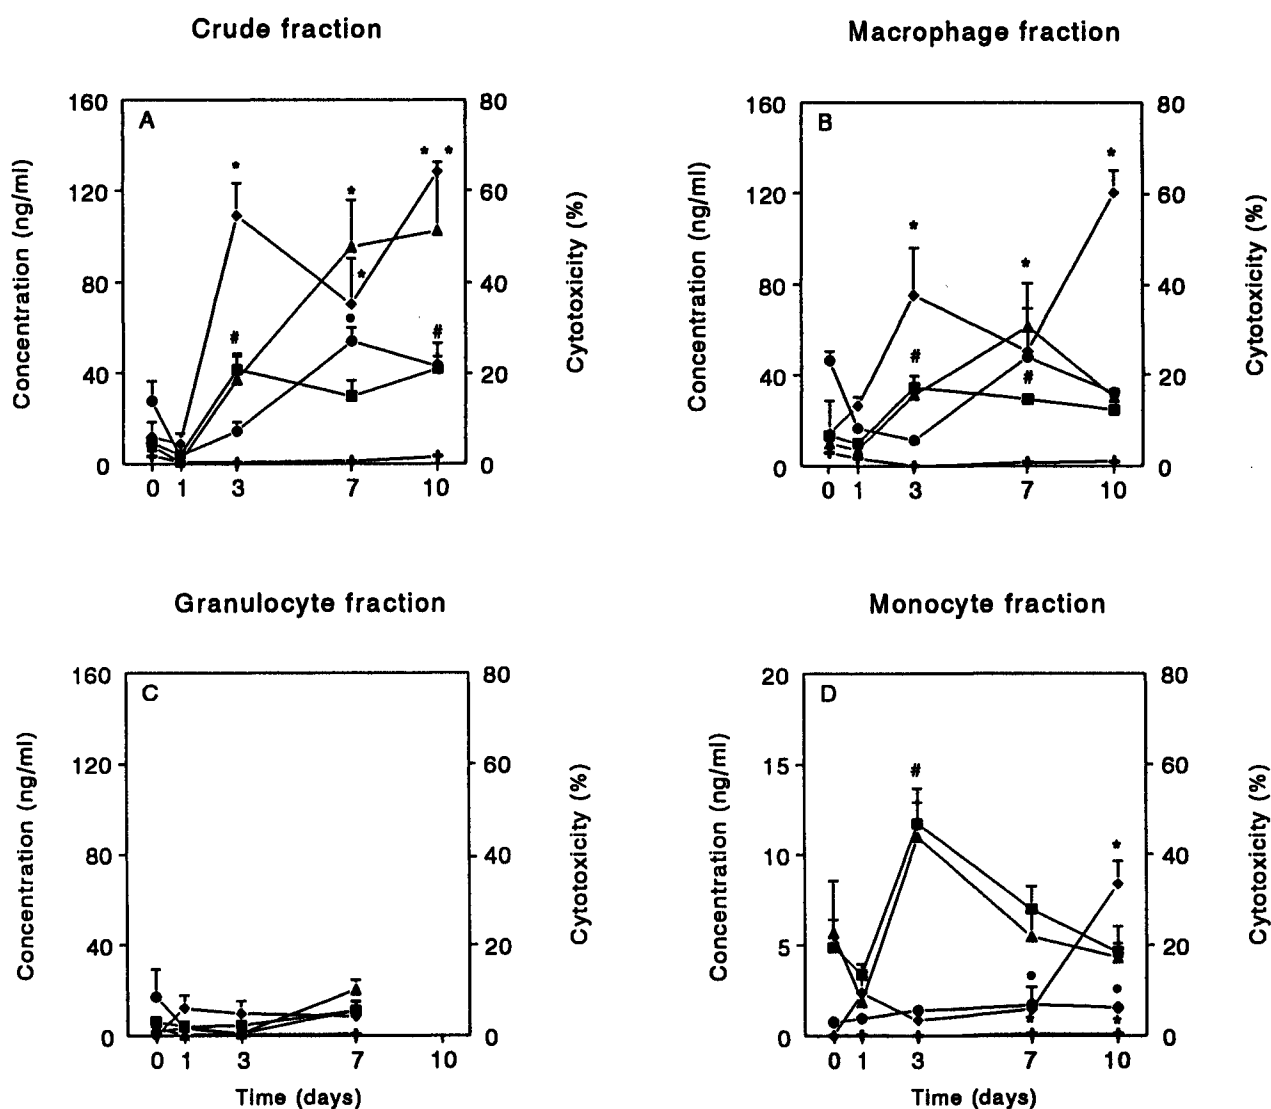 Crude fraction
Macrophage fraction
A
B
Concentration (ng/ml)
160
120
80
40
0
80
60
40
20
0
Cytotoxicity (%)
* * * * * # #
0 1 3 7 10
Concentration (ng/ml)
160
120
80
40
0
80
60
40
20
0
Cytotoxicity (%)
* * * # #
0 1 3 7 10
Granulocyte fraction
Monocyte fraction
C
D
Concentration (ng/ml)
160
120
80
40
0
80
60
40
20
0
Cytotoxicity (%)
0 1 3 7 10
Time (days)
Concentration (ng/ml)
20
15
10
5
0
80
60
40
20
0
Cytotoxicity (%)
# * * *
0 1 3 7 10
Time (days)